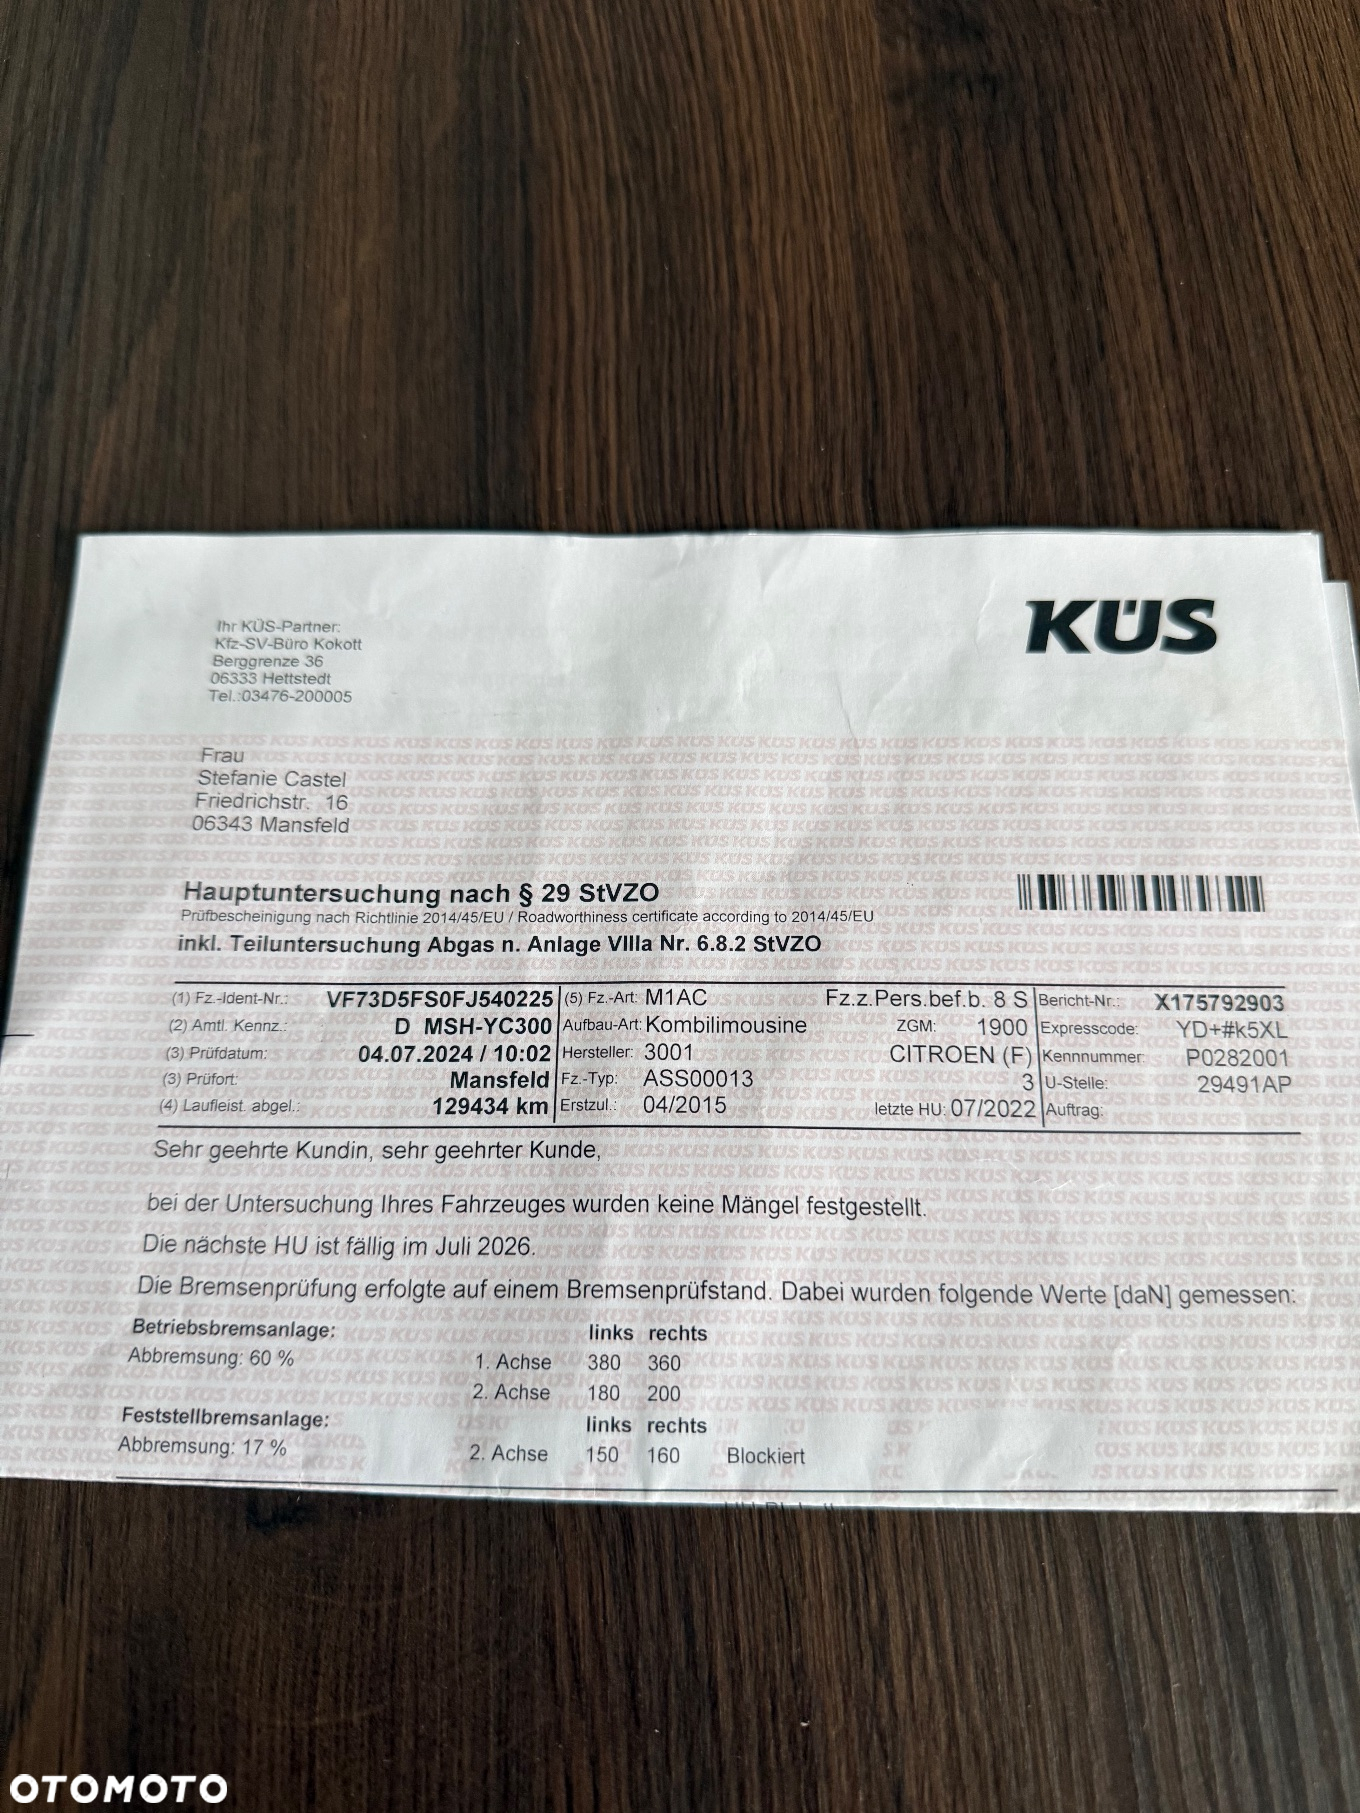 KÜS
Ihr KÜS-Partner:
Kfz-SV-Büro Kokott
Berggrenze 36
06333 Hettstedt
Tel.:03476-200005
Frau
Stefanie Castel
Friedrichstr. 16
06343 Mansfeld
Hauptuntersuchung nach § 29 StVZO
Prüfbescheinigung nach Richtlinie 2014/45/EU / Roadworthiness certificate according to 2014/45/EU
inkl. Teiluntersuchung Abgas n. Anlage VIIIa Nr. 6.8.2 StVZO
(1) Fz.-Ident-Nr.: VF73D5FS0FJ540225 (5) Fz.-Art: M1AC Fz.z.Pers.bef.b. 8 S Bericht-Nr.: X175792903
(2) Amtl. Kennz.: D MSH-YC300 Aufbau-Art: Kombilimousine ZGM: 1900 Expresscode: YD+#k5XL
(3) Prüfdatum: 04.07.2024 / 10:02 Hersteller: 3001 CITROEN (F) Kennnummer: P0282001
(3) Prüfort: Mansfeld Fz.-Typ: ASS00013 3 U-Stelle: 29491AP
(4) Laufleist. abgel.: 129434 km Erstzul.: 04/2015 letzte HU: 07/2022 Auftrag:
Sehr geehrte Kundin, sehr geehrter Kunde,
bei der Untersuchung Ihres Fahrzeuges wurden keine Mängel festgestellt.
Die nächste HU ist fällig im Juli 2026.
Die Bremsenprüfung erfolgte auf einem Bremsenprüfstand. Dabei wurden folgende Werte [daN] gemessen:
Betriebsbremsanlage: links rechts
Abbremsung: 60 % 1. Achse 380 360
2. Achse 180 200
Feststellbremsanlage: links rechts
Abbremsung: 17 % 2. Achse 150 160 Blockiert
OTOMOTO